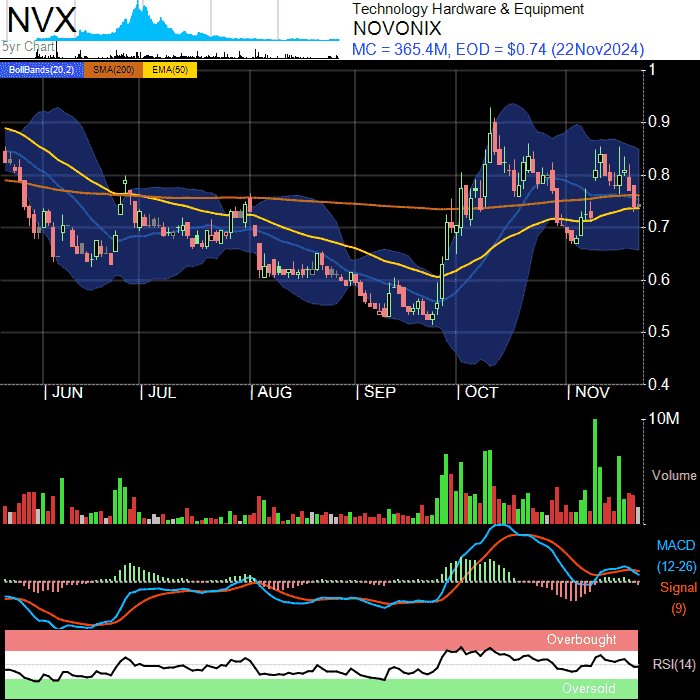 NVX
5yr Chart
Technology Hardware & Equipment
NOVONIX
MC = 365.4M, EOD = $0.74 (22Nov2024)
BollBands(20,2) SMA(200) EMA(50)
1
0.9
0.8
0.7
0.6
0.5
0.4
| JUN | JUL | AUG | SEP | OCT | NOV
10M
Volume
MACD
(12-26)
Signal
(9)
Overbought
RSI(14)
Oversold